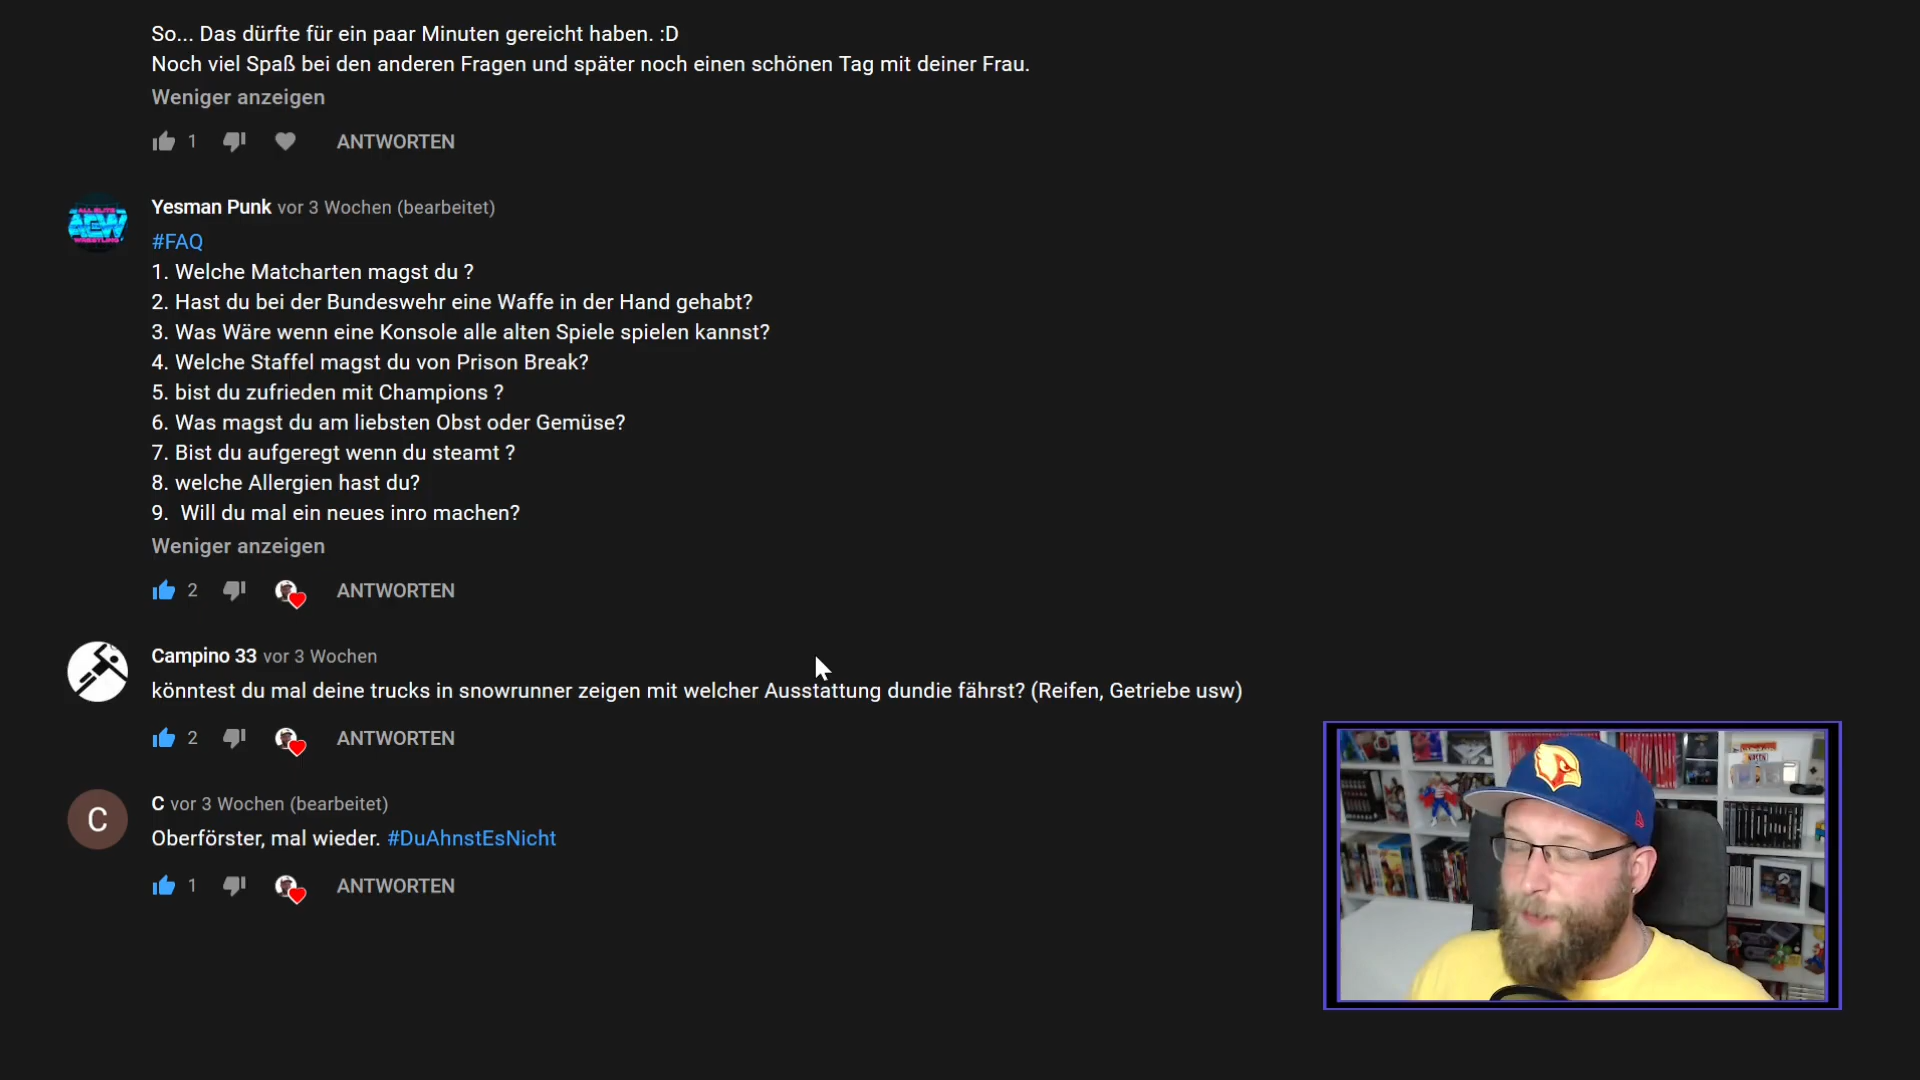 So... Das dürfte für ein paar Minuten gereicht haben. :D
Noch viel Spaß bei den anderen Fragen und später noch einen schönen Tag mit deiner Frau.
Weniger anzeigen
1 ANTWORTEN
ALL ELITE
AEW
WRESTLING
Yesman Punk vor 3 Wochen (bearbeitet)
#FAQ
1. Welche Matcharten magst du ?
2. Hast du bei der Bundeswehr eine Waffe in der Hand gehabt?
3. Was Wäre wenn eine Konsole alle alten Spiele spielen kannst?
4. Welche Staffel magst du von Prison Break?
5. bist du zufrieden mit Champions ?
6. Was magst du am liebsten Obst oder Gemüse?
7. Bist du aufgeregt wenn du steamt ?
8. welche Allergien hast du?
9.  Will du mal ein neues inro machen?
Weniger anzeigen
2 ANTWORTEN
Campino 33 vor 3 Wochen
könntest du mal deine trucks in snowrunner zeigen mit welcher Ausstattung dundie fährst? (Reifen, Getriebe usw)
2 ANTWORTEN
C
C vor 3 Wochen (bearbeitet)
Oberförster, mal wieder. #DuAhnstEsNicht
1 ANTWORTEN